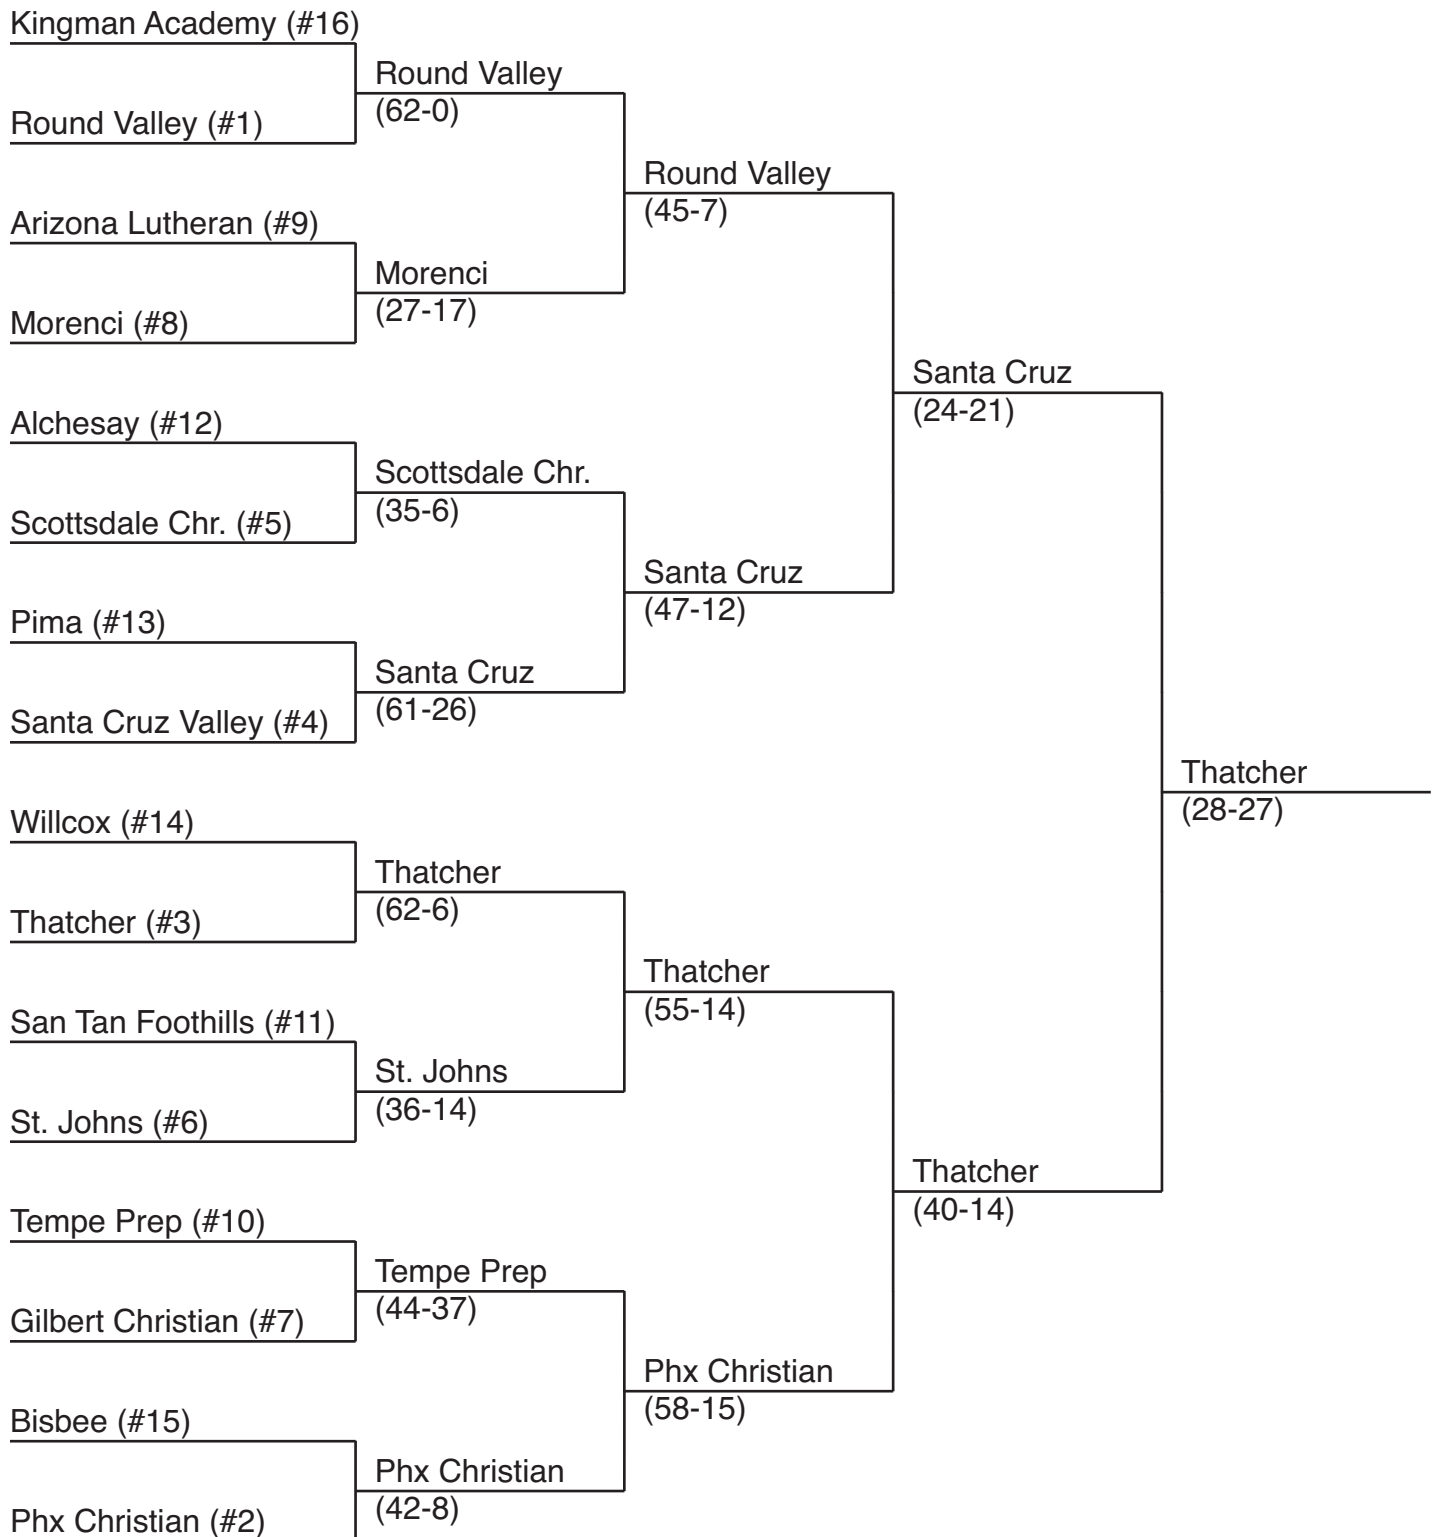 Kingman Academy (#16)
Round Valley
(62-0)
Round Valley (#1)
Round Valley
(45-7)
Arizona Lutheran (#9)
Morenci
(27-17)
Morenci (#8)
Santa Cruz
(24-21)
Alchesay (#12)
Scottsdale Chr.
(35-6)
Scottsdale Chr. (#5)
Santa Cruz
(47-12)
Pima (#13)
Santa Cruz
(61-26)
Santa Cruz Valley (#4)
Thatcher
(28-27)
Willcox (#14)
Thatcher
(62-6)
Thatcher (#3)
Thatcher
(55-14)
San Tan Foothills (#11)
St. Johns
(36-14)
St. Johns (#6)
Thatcher
(40-14)
Tempe Prep (#10)
Tempe Prep
(44-37)
Gilbert Christian (#7)
Phx Christian
(58-15)
Bisbee (#15)
Phx Christian
(42-8)
Phx Christian (#2)